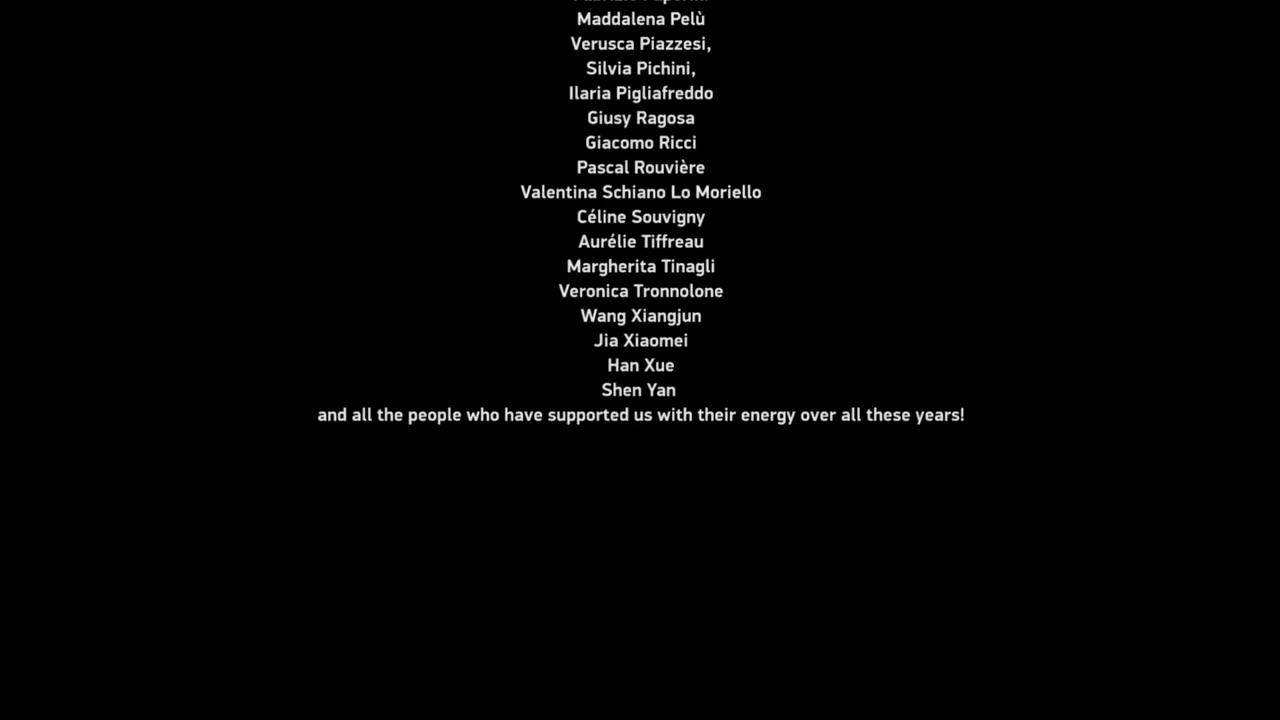 Maddalena Pelù
Verusca Piazzesi,
Silvia Pichini,
Ilaria Pigliafreddo
Giusy Ragosa
Giacomo Ricci
Pascal Rouvière
Valentina Schiano Lo Moriello
Céline Souvigny
Aurélie Tiffreau
Margherita Tinagli
Veronica Tronnolone
Wang Xiangjun
Jia Xiaomei
Han Xue
Shen Yan
and all the people who have supported us with their energy over all these years!